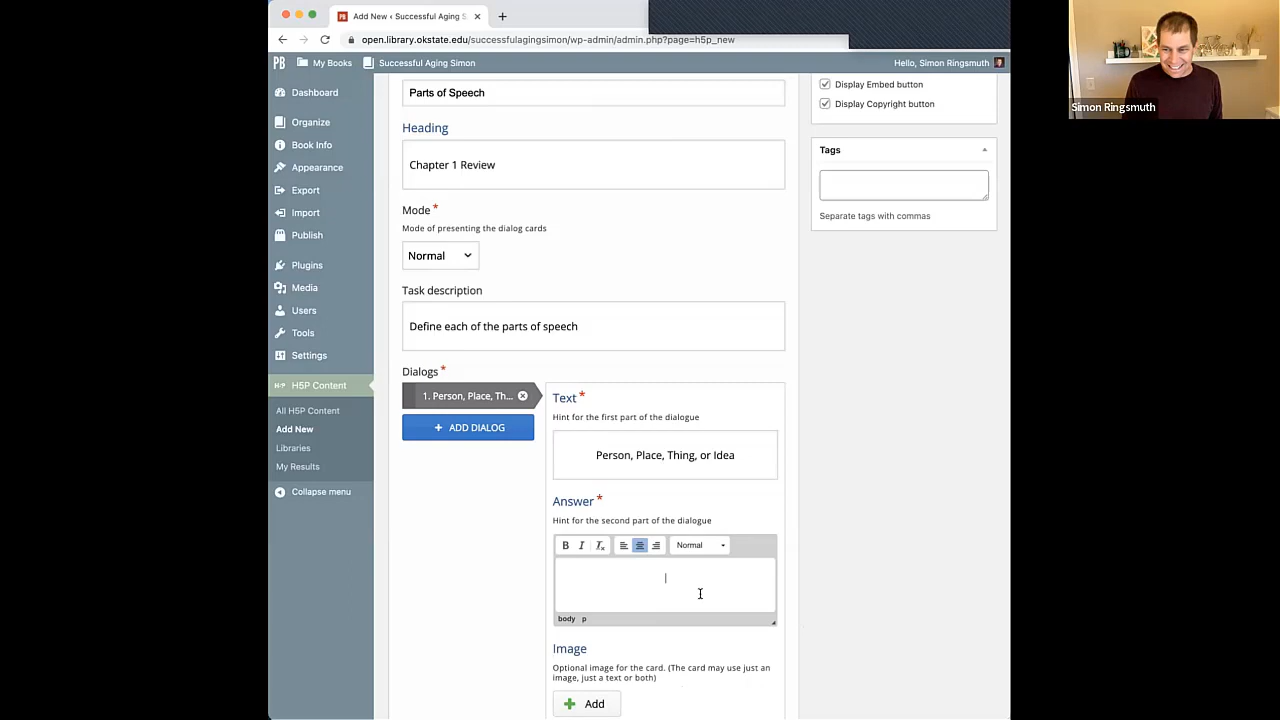 Add New ‹ Successful Aging S
open.library.okstate.edu/successfulagingsimon/wp-admin/admin.php?page=h5p_new
My Books
Successful Aging Simon
Hello, Simon Ringsmuth
Simon Ringsmuth
Dashboard
Organize
Book Info
Appearance
Export
Import
Publish
Plugins
Media
Users
Tools
Settings
H5P Content
All H5P Content
Add New
Libraries
My Results
Collapse menu
Parts of Speech
Heading
Chapter 1 Review
Mode *
Mode of presenting the dialog cards
Normal
Task description
Define each of the parts of speech
Dialogs *
1. Person, Place, Th...
+ ADD DIALOG
Text *
Hint for the first part of the dialogue
Person, Place, Thing, or Idea
Answer *
Hint for the second part of the dialogue
B I Tx Normal
body p
Image
Optional image for the card. (The card may use just an
image, just a text or both)
Add
Display Embed button
Display Copyright button
Tags
Separate tags with commas